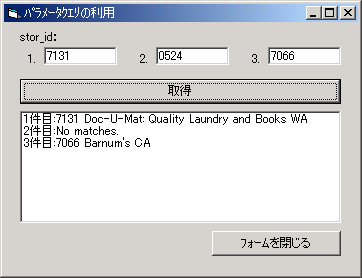 パラメータクエリの利用
stor_id:
1. 7131 2. 0524 3. 7066
取得
1件目:7131 Doc-U-Mat: Quality Laundry and Books WA
2件目:No matches.
3件目:7066 Barnum's CA
フォームを閉じる